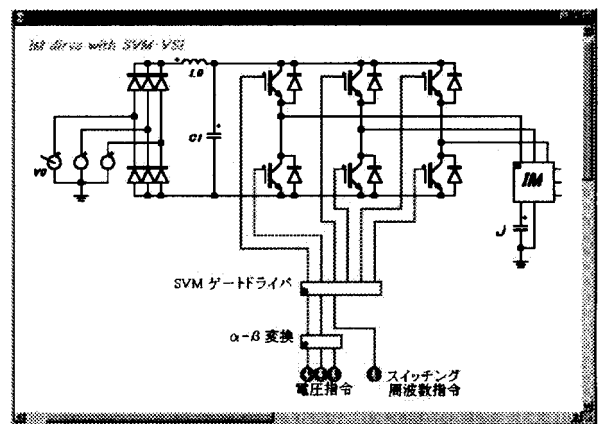 IM drive with SVM-VSI
L0
C1
V0
IM
J
SVM ゲートドライバ
α-β 変換
電圧指令
スイッチング
周波数指令